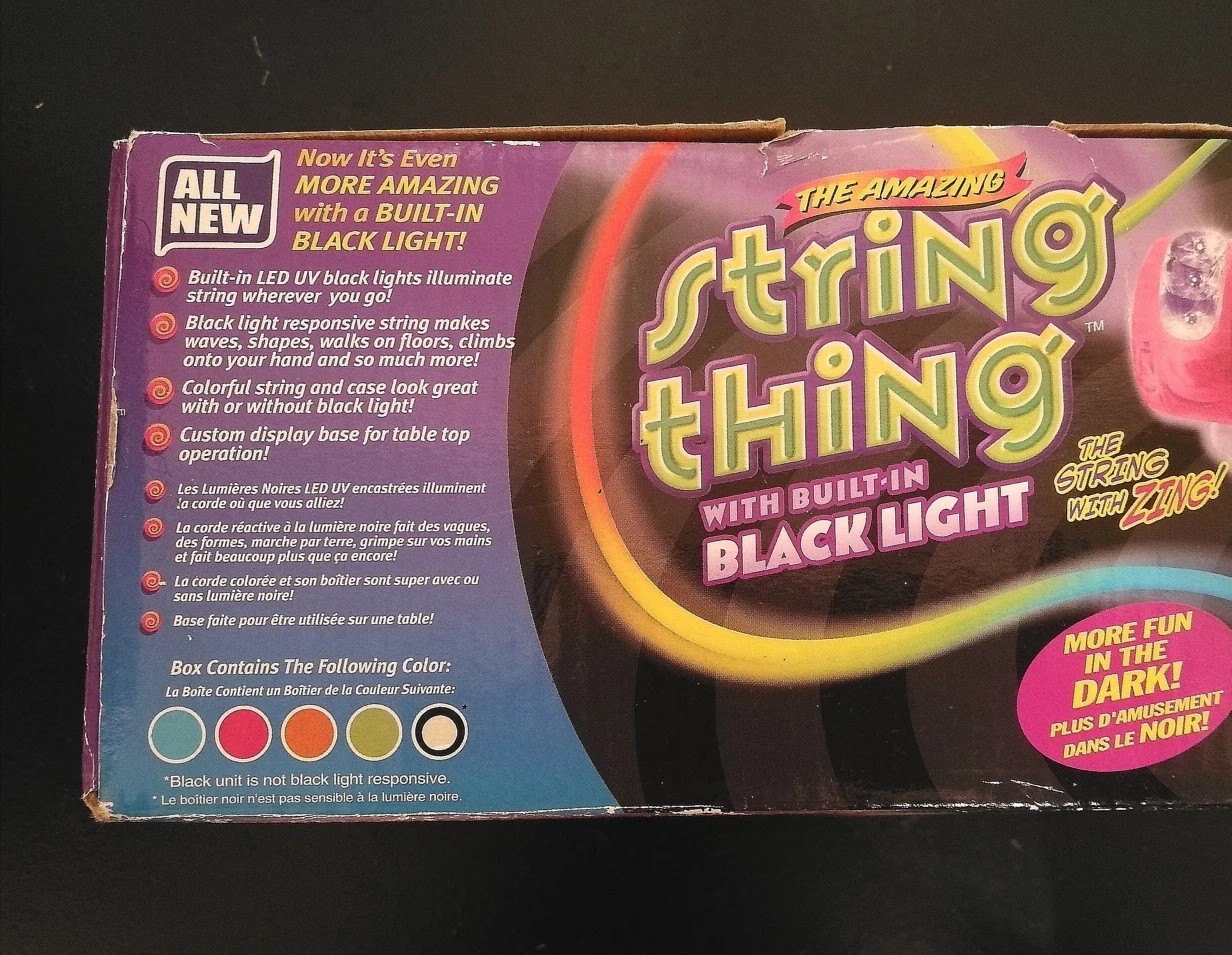 ALL
NEW
Now It's Even
MORE AMAZING
with a BUILT-IN
BLACK LIGHT!
Built-in LED UV black lights illuminate
string wherever you go!
Black light responsive string makes
waves, shapes, walks on floors, climbs
onto your hand and so much more!
Colorful string and case look great
with or without black light!
Custom display base for table top
operation!
Les Lumières Noires LED UV encastrées illuminent
la corde où que vous alliez!
La corde réactive à la lumière noire fait des vagues,
des formes, marche par terre, grimpe sur vos mains
et fait beaucoup plus que ça encore!
La corde colorée et son boîtier sont super avec ou
sans lumière noire!
Base faite pour être utilisée sur une table!
Box Contains The Following Color:
La Boîte Contient un Boîtier de la Couleur Suivante:
*
*Black unit is not black light responsive.
* Le boîtier noir n'est pas sensible à la lumière noire.
THE AMAZING
String
tHiNg™
WITH BUILT-IN
BLACK LIGHT
THE
STRING
WITH ZING!
MORE FUN
IN THE
DARK!
PLUS D'AMUSEMENT
DANS LE NOIR!